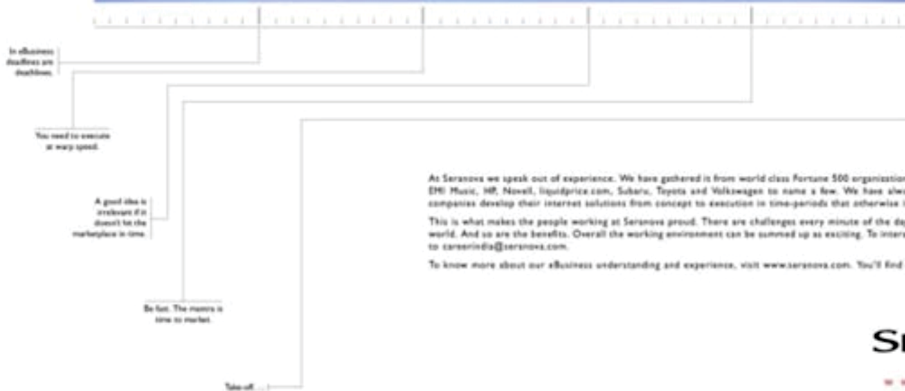 In eBusiness
deadlines are
deathlines.
You need to execute
at warp speed.
A good idea is
irrelevant if it
doesn't hit the
marketplace in time.
Be fast. The mantra is
time to market.
Take-off...
At Seranova we speak out of experience. We have gathered it from world class Fortune 500 organization
EMI Music, HP, Novell, liquidprice.com, Subaru, Toyota and Volkswagen to name a few. We have alwa
companies develop their internet solutions from concept to execution in time-periods that otherwise i
This is what makes the people working at Seranova proud. There are challenges every minute of the da
world. And so are the benefits. Overall the working environment can be summed up as exciting. To intera
to careerindia@seranova.com.
To know more about our eBusiness understanding and experience, visit www.seranova.com. You'll find
SE